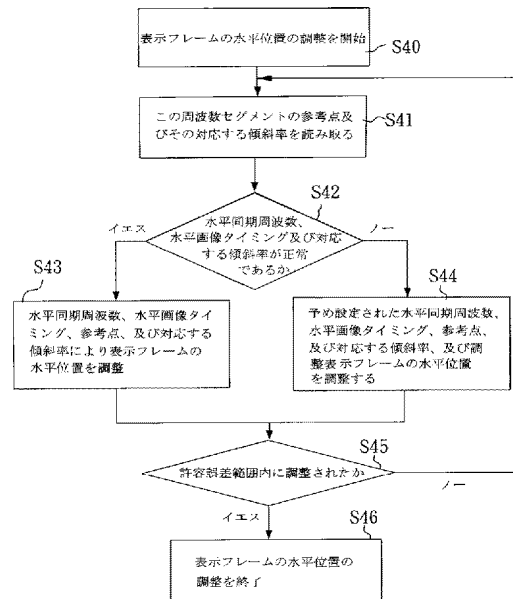 表示フレームの水平位置の調整を開始
S40
この周波数セグメントの参考点及
びその対応する傾斜率を読み取る
S41
S42
水平同期周波数、
水平画像タイミング及び対応
する傾斜率が正常
であるか
イエス
ノー
S43
水平同期周波数、水平画像タイ
ミング、参考点、及び対応する
傾斜率により表示フレームの
水平位置を調整
S44
予め設定された水平同期周波数、
水平画像タイミング、参考点、
及び対応する傾斜率、及び調
整表示フレームの水平位置
を調整する
S45
許容誤差範囲内に調整されたか
ノー
イエス
S46
表示フレームの水平位置の
調整を終了